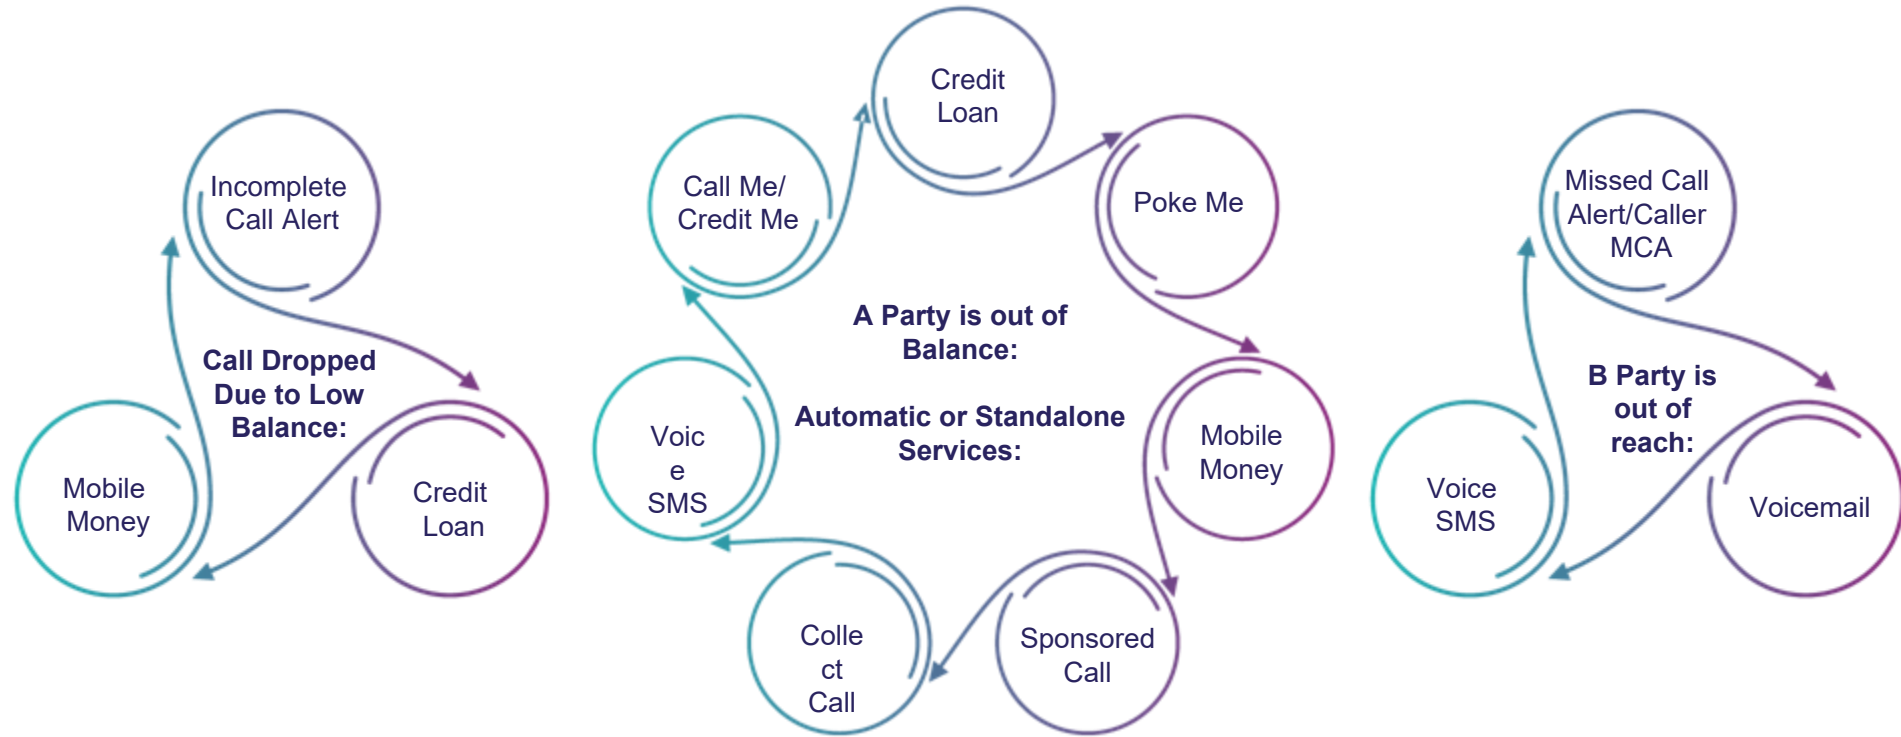 Incomplete
Call Alert
Call Dropped
Due to Low
Balance:
Mobile
Money
Credit
Loan
Credit
Loan
Call Me/
Credit Me
Poke Me
A Party is out of
Balance:
Automatic or Standalone
Services:
Voic
e
SMS
Mobile
Money
Colle
ct
Call
Sponsored
Call
Missed Call
Alert/Caller
MCA
B Party is
out of
reach:
Voice
SMS
Voicemail